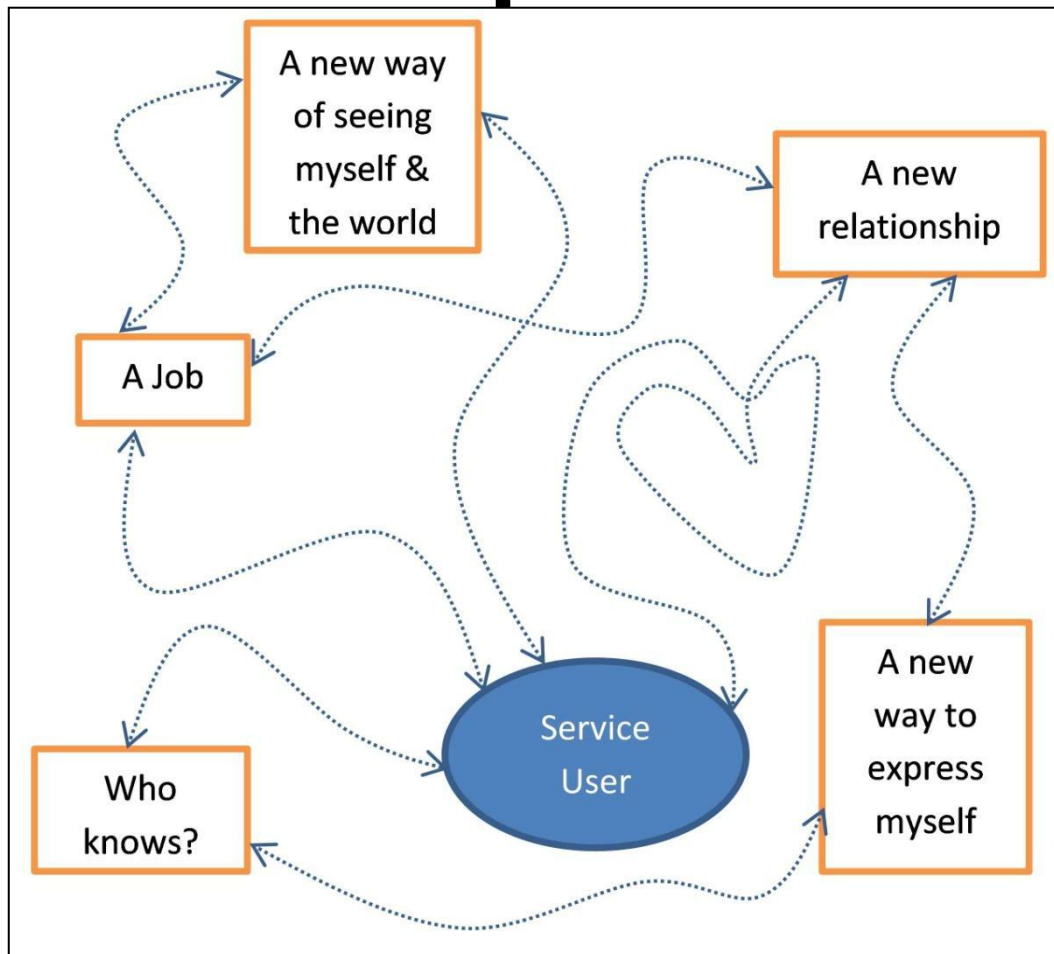 A new way
of seeing
myself &
the world
A new
relationship
A Job
A new
way to
express
myself
Service
User
Who
knows?